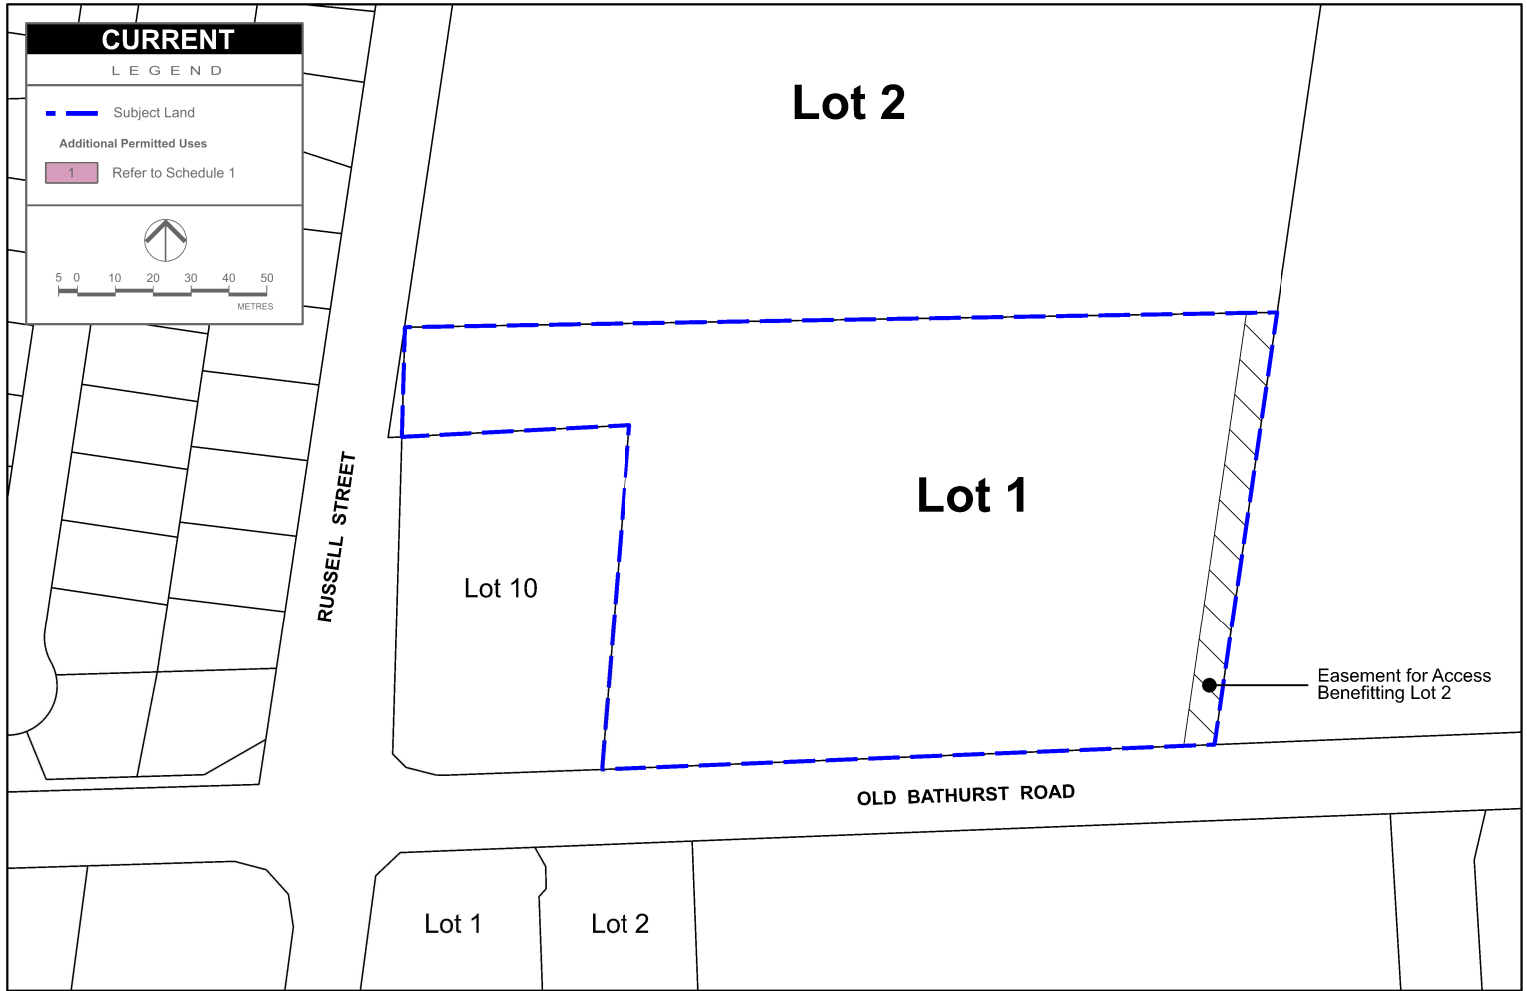 CURRENT
LEGEND
Subject Land
Additional Permitted Uses
1 Refer to Schedule 1
5 0 10 20 30 40 50
METRES
Lot 2
Lot 1
RUSSELL STREET
Lot 10
Easement for Access
Benefitting Lot 2
OLD BATHURST ROAD
Lot 1
Lot 2